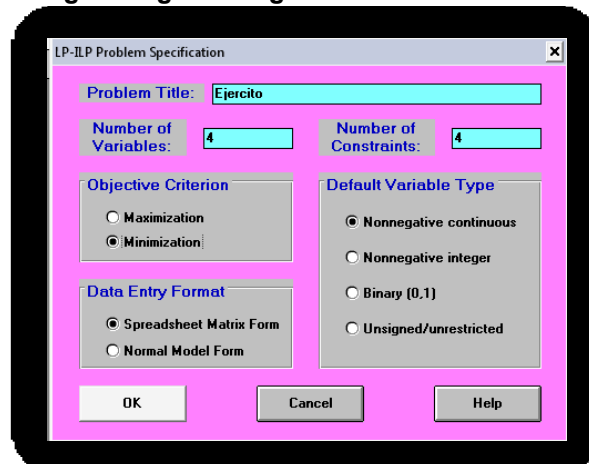 LP-ILP Problem Specification
Problem Title: Ejercito
Number of Variables: 4
Number of Constraints: 4
Objective Criterion
Maximization
Minimization
Default Variable Type
Nonnegative continuous
Nonnegative integer
Binary (0,1)
Unsigned/unrestricted
Data Entry Format
Spreadsheet Matrix Form
Normal Model Form
OK
Cancel
Help